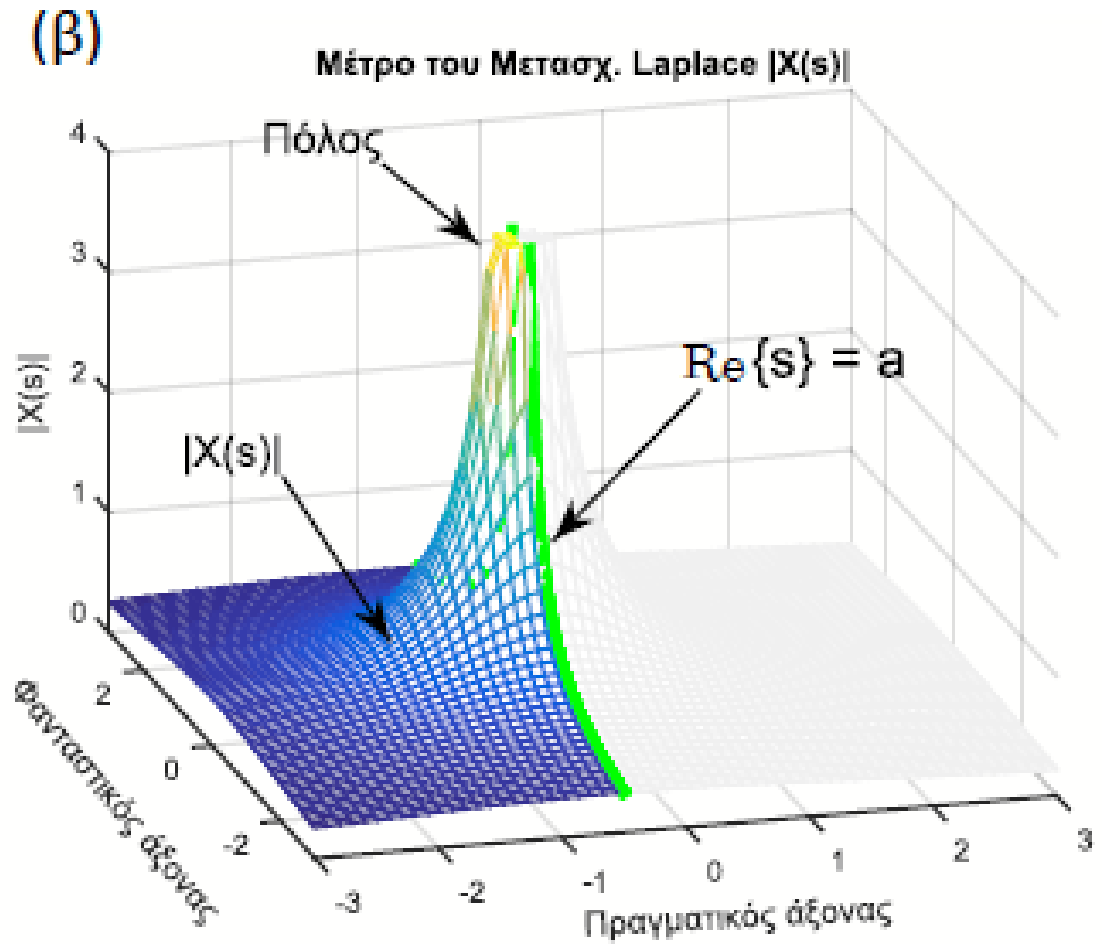 (β)
Μέτρο του Μετασχ. Laplace |X(s)|
4
Πόλος
3
Re{s} = a
2
|X(s)|
|X(s)|
1
0
2
0
-2
Φανταστικός άξονας
-3
-2
-1
0
1
2
3
Πραγματικός άξονας